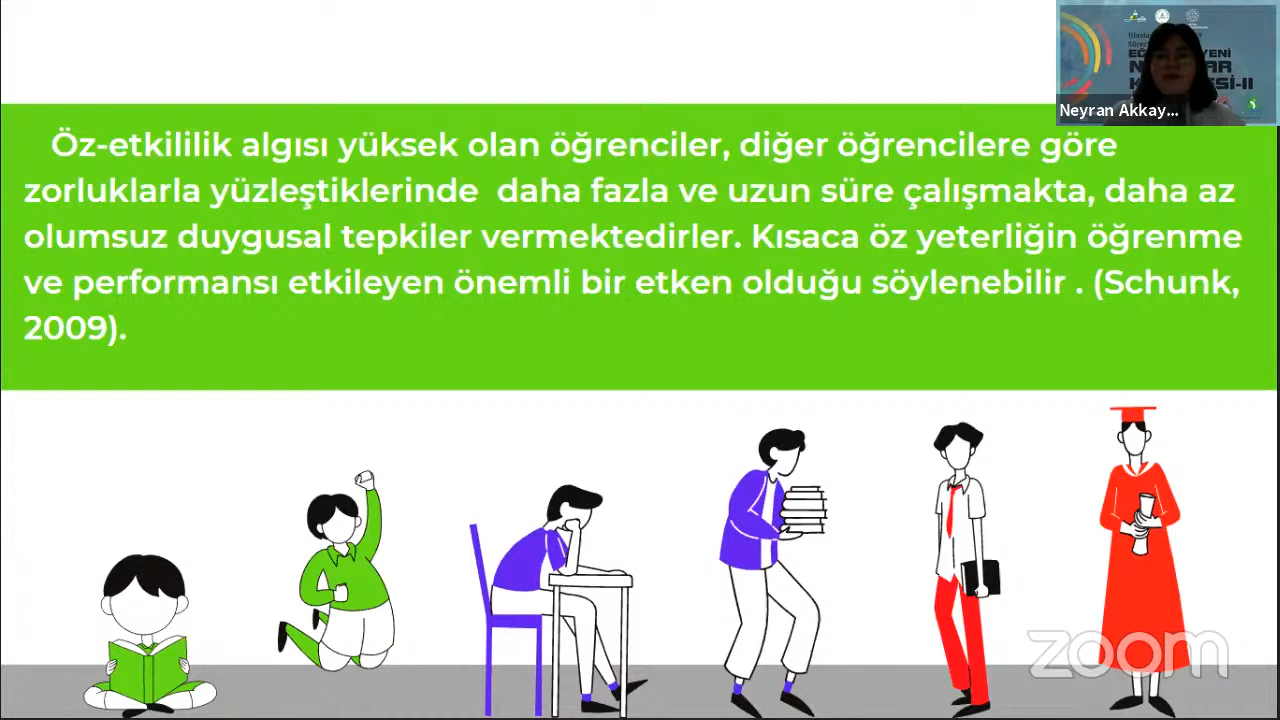 Öz-etkililik algısı yüksek olan öğrenciler, diğer öğrencilere göre
zorluklarla yüzleştiklerinde daha fazla ve uzun süre çalışmakta, daha az
olumsuz duygusal tepkiler vermektedirler. Kısaca öz yeterliğin öğrenme
ve performansı etkileyen önemli bir etken olduğu söylenebilir . (Schunk,
2009).
Neyran Akkay...
zoom